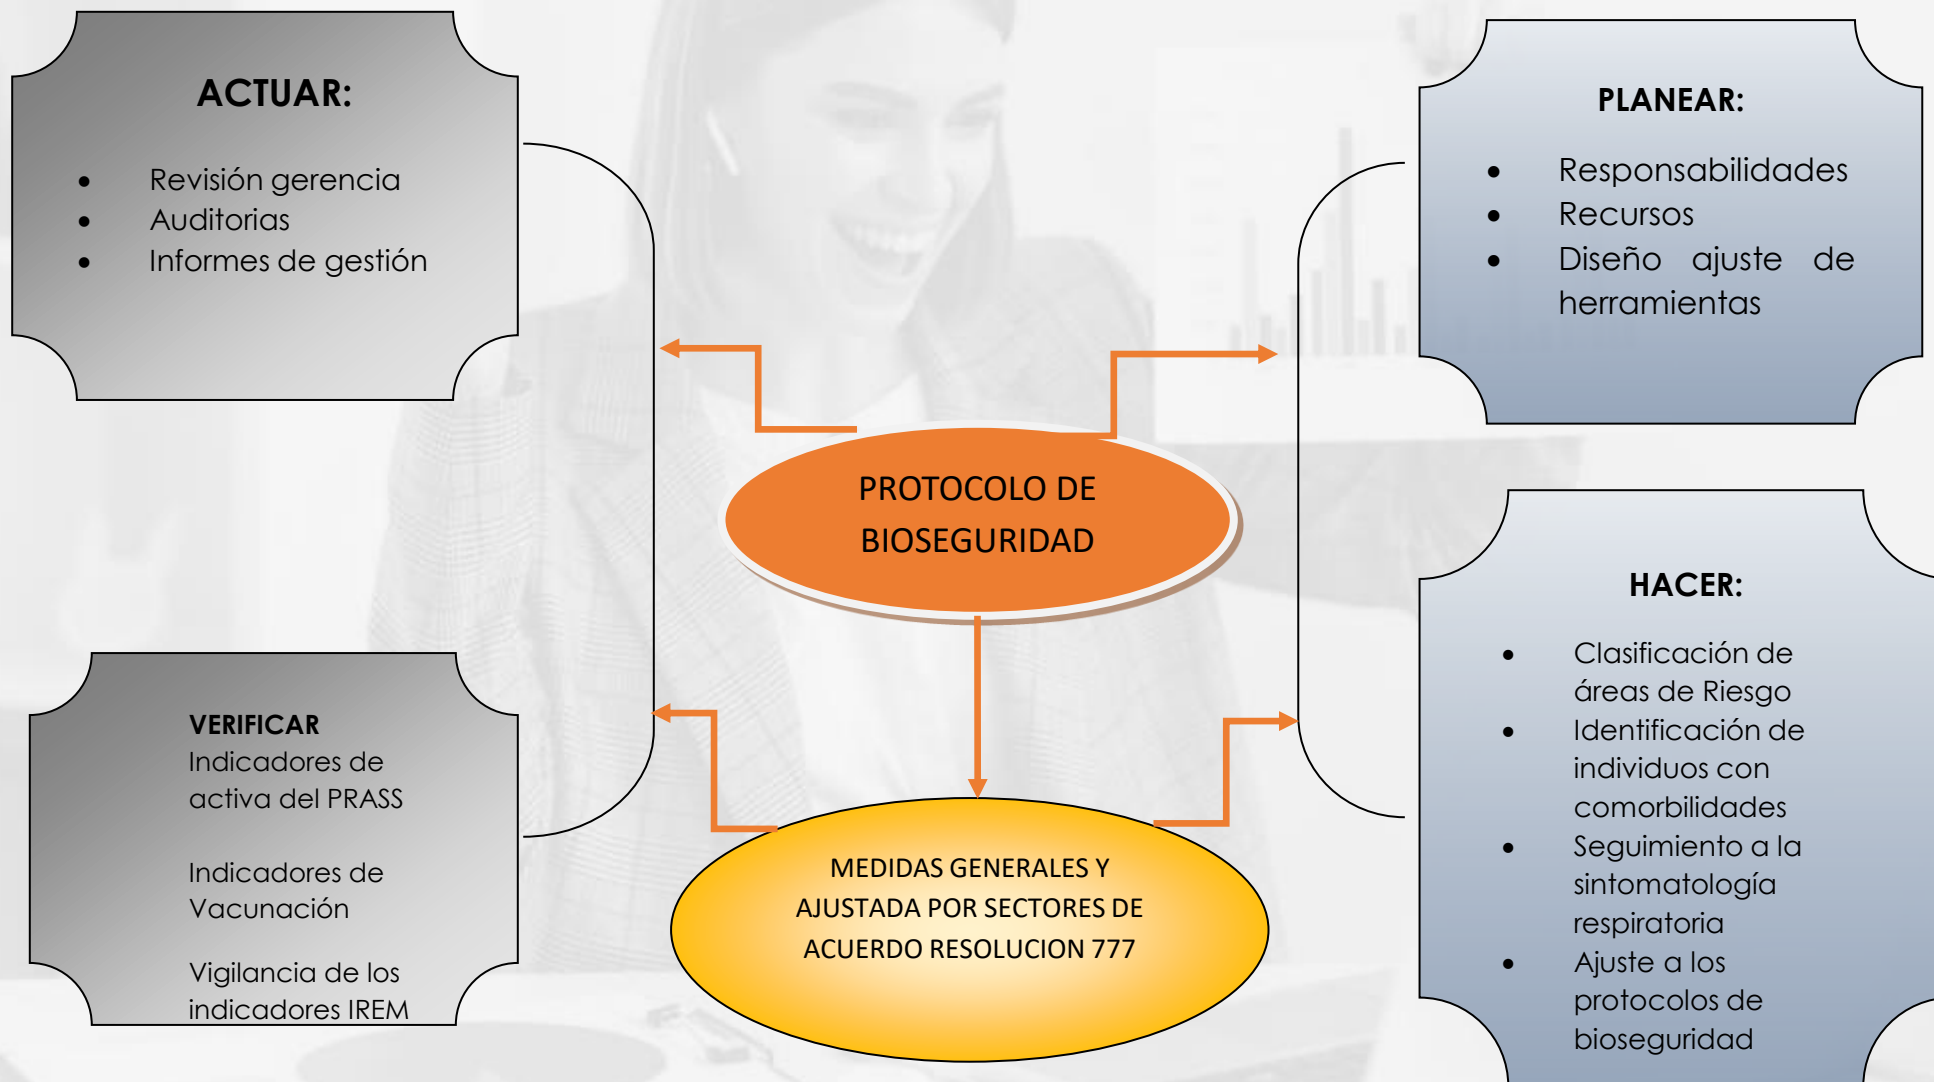 ACTUAR:
• Revisión gerencia
• Auditorias
• Informes de gestión
PLANEAR:
• Responsabilidades
• Recursos
• Diseño ajuste de
herramientas
PROTOCOLO DE
BIOSEGURIDAD
VERIFICAR
Indicadores de
activa del PRASS
Indicadores de
Vacunación
Vigilancia de los
indicadores IREM
MEDIDAS GENERALES Y
AJUSTADA POR SECTORES DE
ACUERDO RESOLUCION 777
HACER:
• Clasificación de
áreas de Riesgo
• Identificación de
individuos con
comorbilidades
• Seguimiento a la
sintomatología
respiratoria
• Ajuste a los
protocolos de
bioseguridad